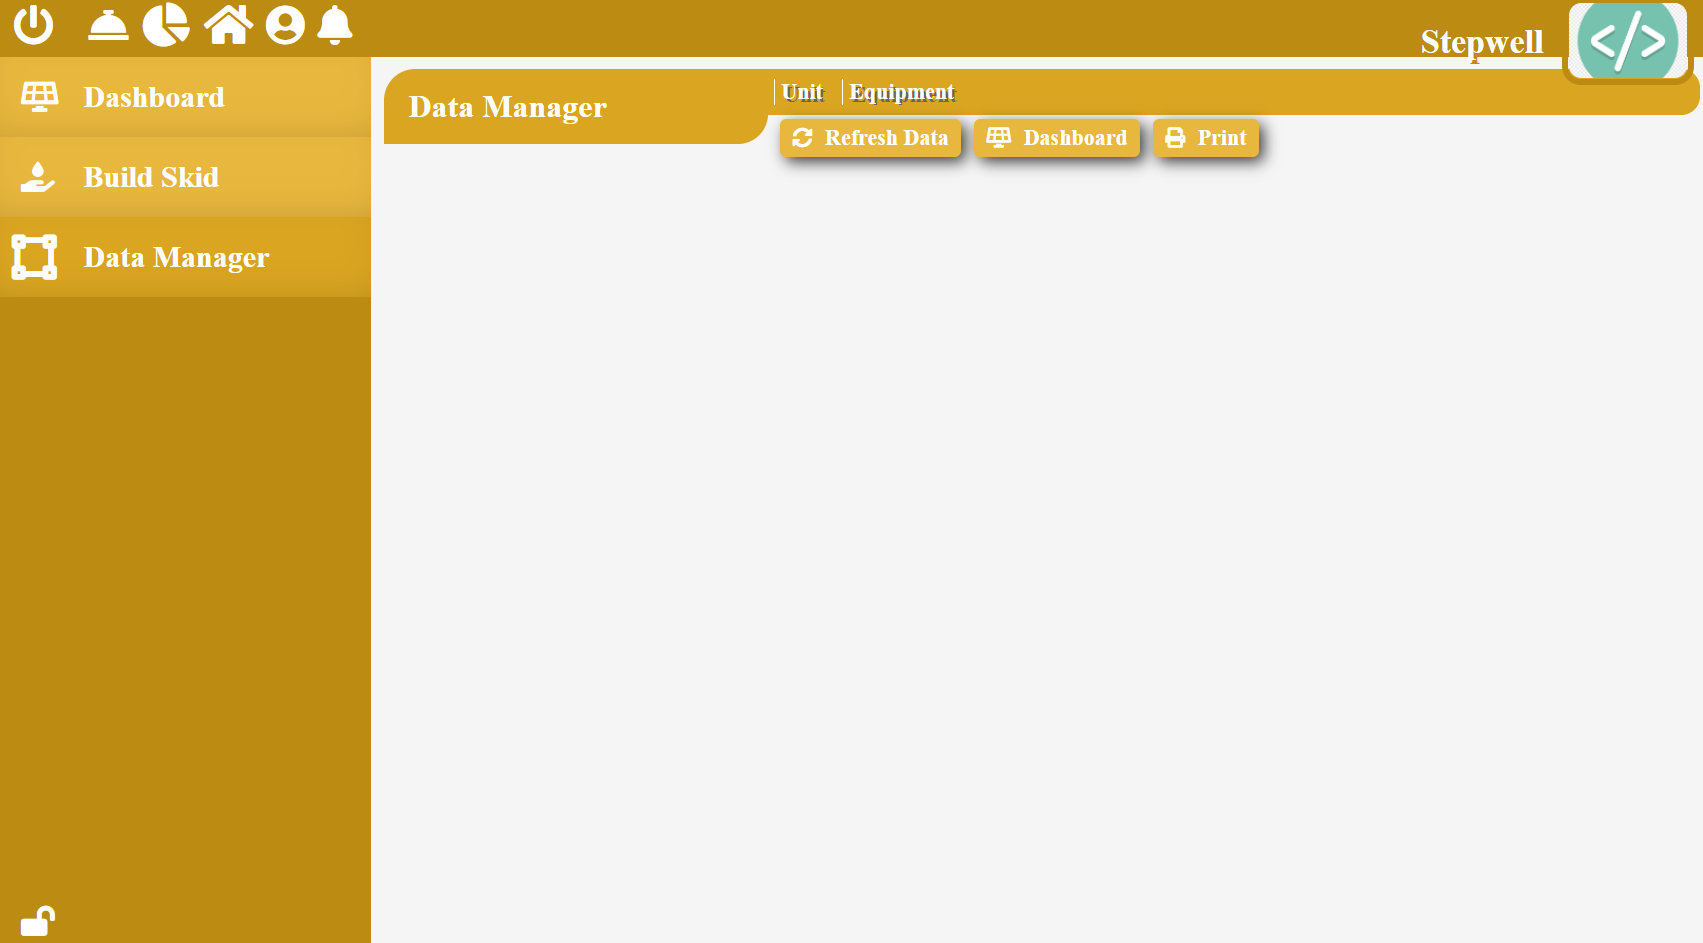 Stepwell
</>
Dashboard
Build Skid
Data Manager
Data Manager
Unit Equipment
Refresh Data Dashboard Print